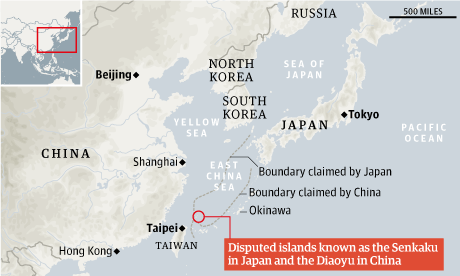 500 MILES
RUSSIA
Beijing
NORTH
KOREA
SEA OF
JAPAN
SOUTH
KOREA
JAPAN
Tokyo
YELLOW
SEA
PACIFIC
OCEAN
CHINA
Shanghai
EAST
CHINA
SEA
Boundary claimed by Japan
Boundary claimed by China
Okinawa
Taipei
TAIWAN
Hong Kong
Disputed islands known as the Senkaku
in Japan and the Diaoyu in China